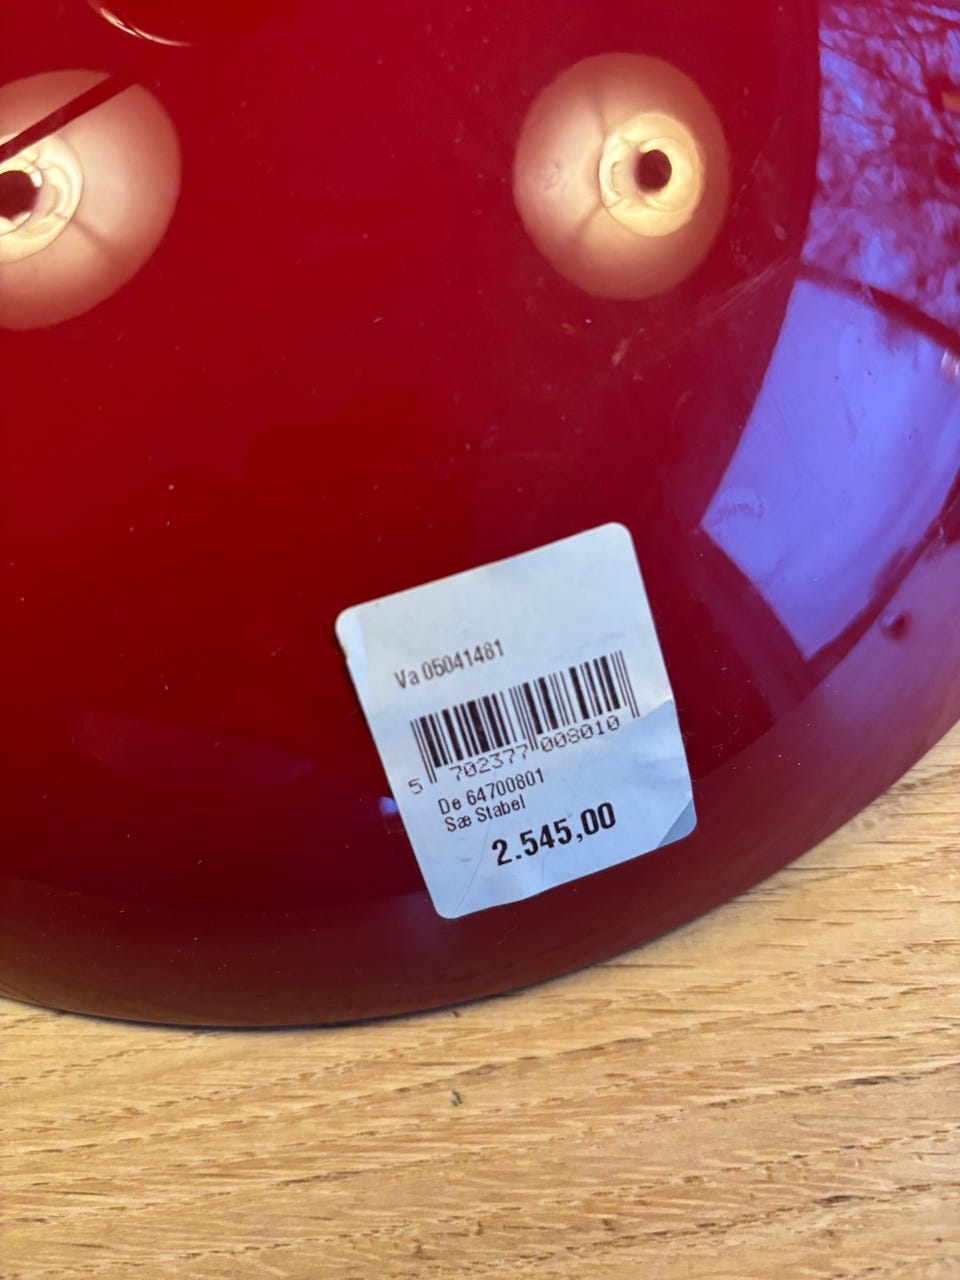 Va 05041481
5 702377 008010
De 64700801
Sæ Stabel
2.545,00